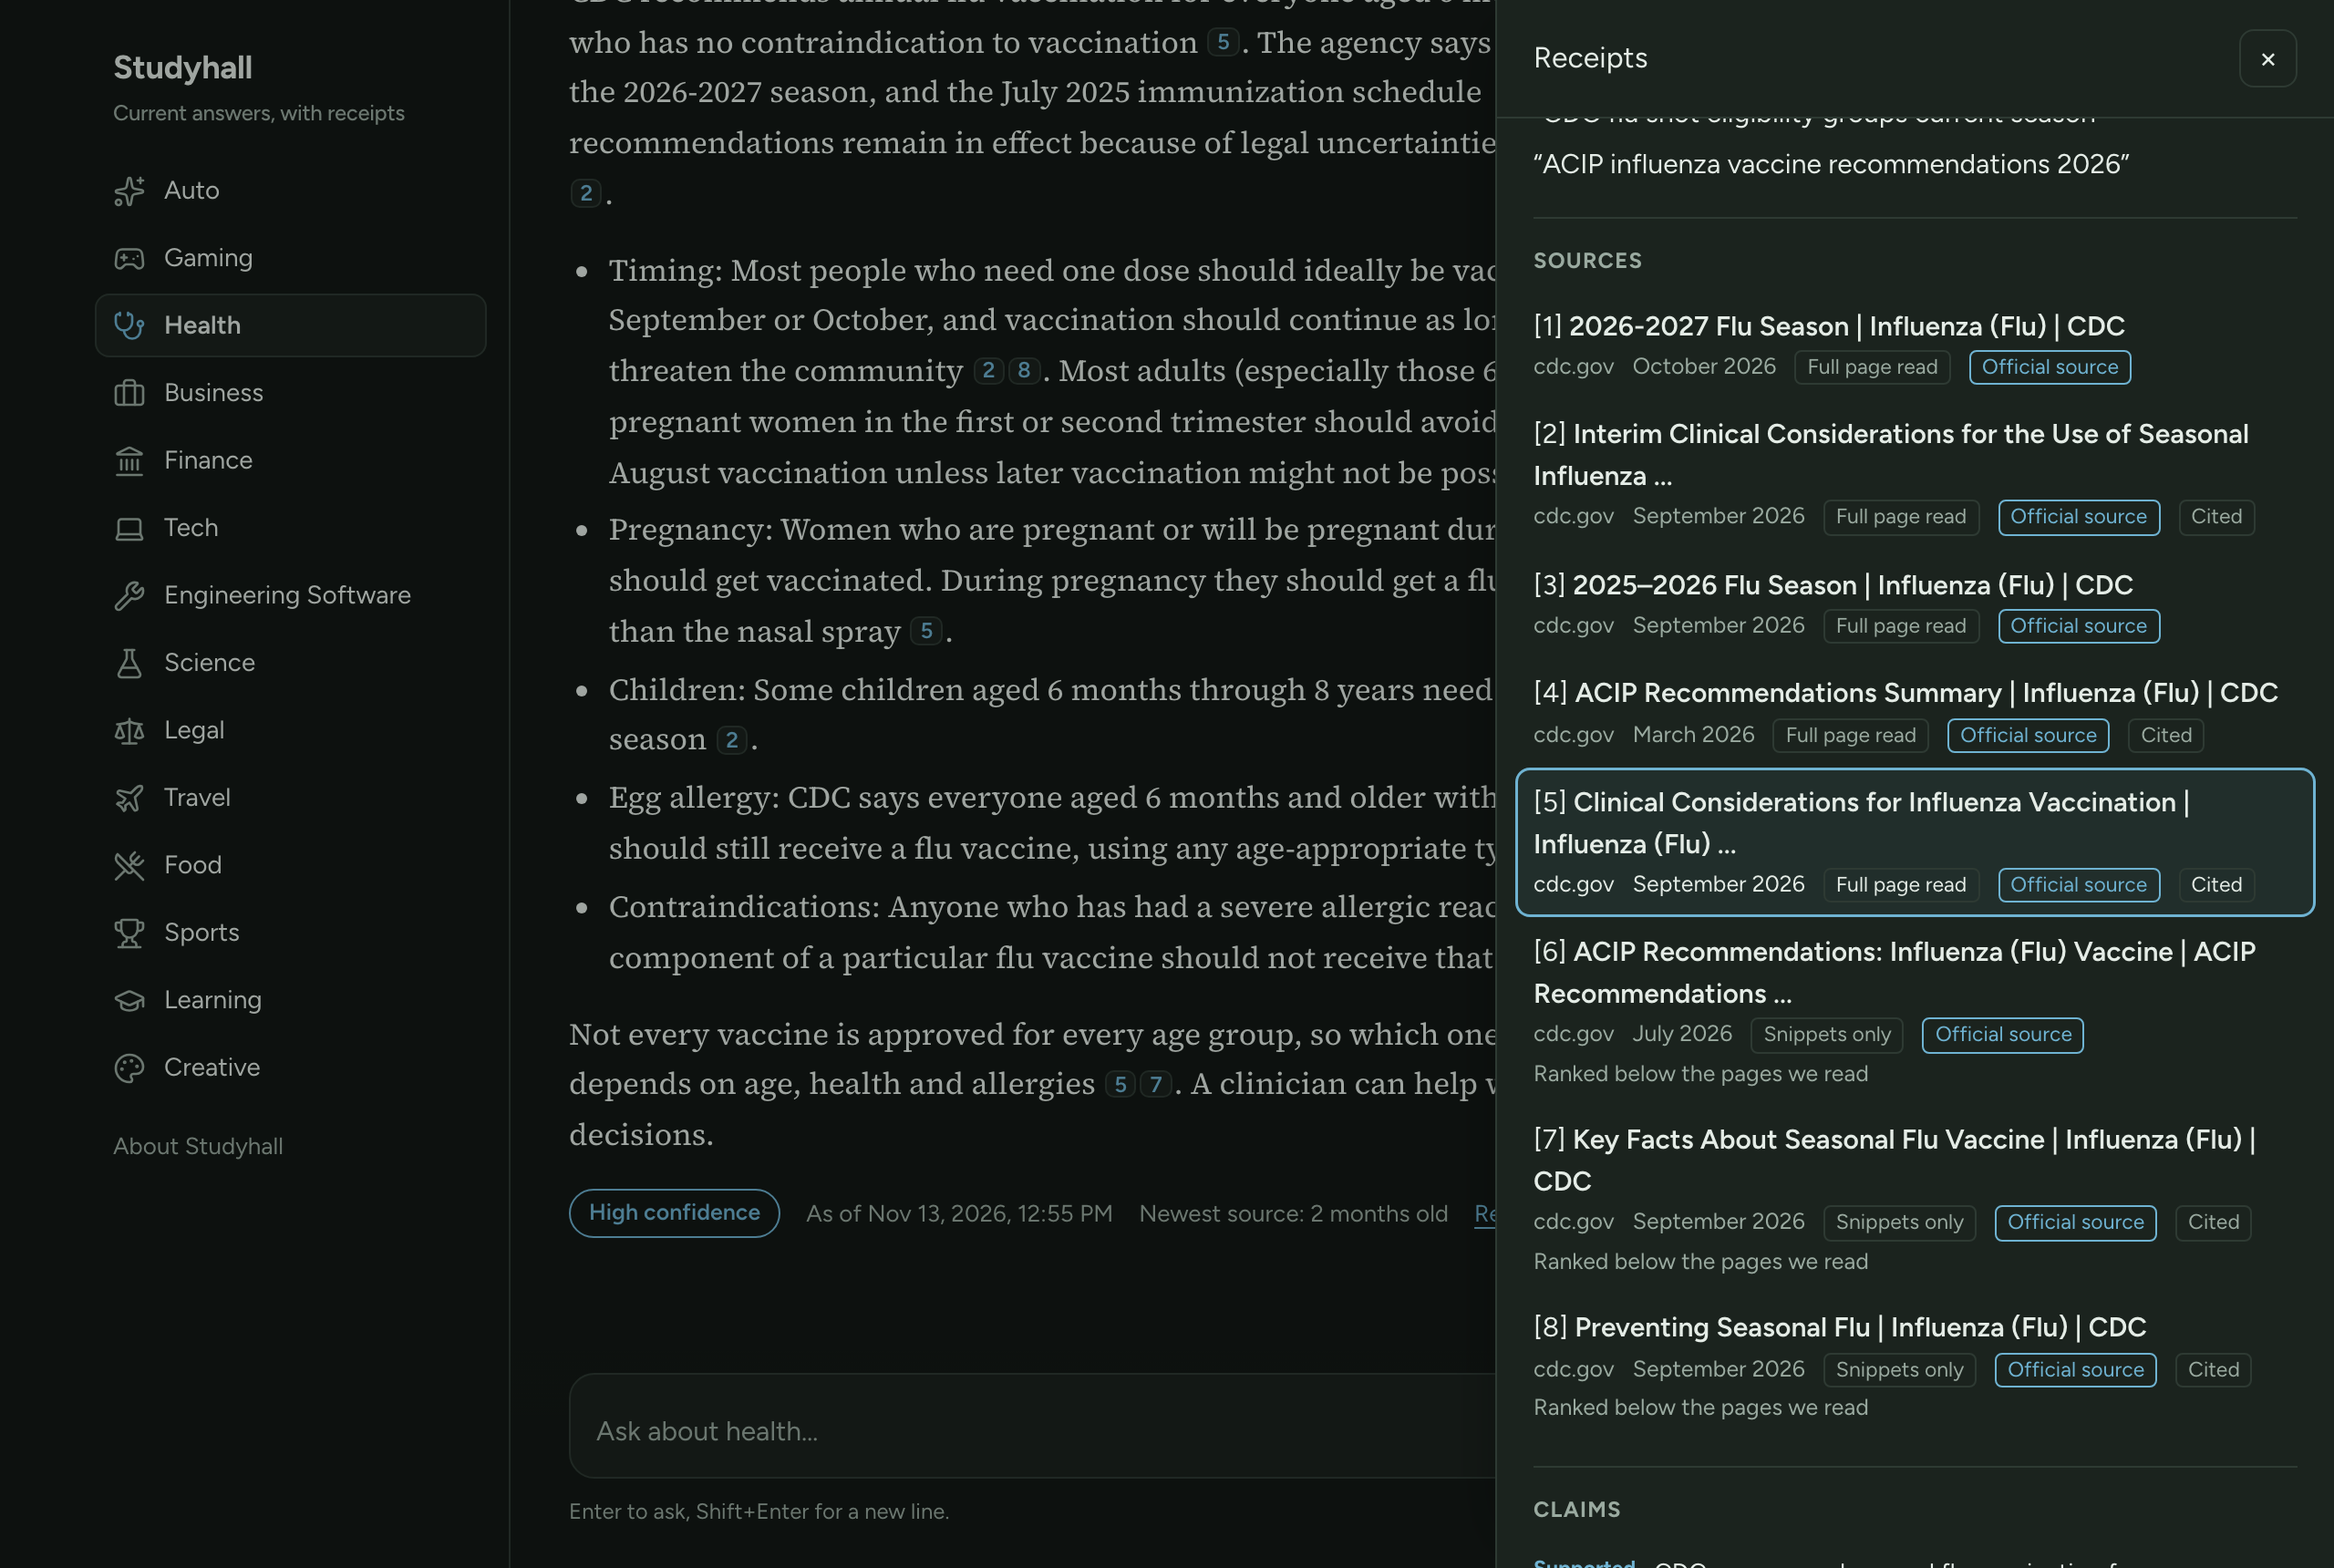 Studyhall
Current answers, with receipts
Auto
Gaming
Health
Business
Finance
Tech
Engineering Software
Science
Legal
Travel
Food
Sports
Learning
Creative
About Studyhall
who has no contraindication to vaccination 5. The agency says
the 2026-2027 season, and the July 2025 immunization schedule
recommendations remain in effect because of legal
2.
• Timing: Most people who need one dose should ideally be
September or October, and vaccination should continue as
threaten the community 2 8. Most adults (especially those
pregnant women in the first or second trimester should avoid
August vaccination unless later vaccination might not be
• Pregnancy: Women who are pregnant or will be pregnant
should get vaccinated. During pregnancy they should get a
than the nasal spray 5.
• Children: Some children aged 6 months through 8 years need
season 2.
• Egg allergy: CDC says everyone aged 6 months and older with
should still receive a flu vaccine, using any age-appropriate
• Contraindications: Anyone who has had a severe allergic
component of a particular flu vaccine should not receive that
Not every vaccine is approved for every age group, so which one
depends on age, health and allergies 5 7. A clinician can help
decisions.
High confidence As of Nov 13, 2026, 12:55 PM Newest source: 2 months old
Ask about health...
Enter to ask, Shift+Enter for a new line.
Receipts
×
"CDC flu shot eligibility groups current season"
“ACIP influenza vaccine recommendations 2026”
SOURCES
[1] 2026-2027 Flu Season | Influenza (Flu) | CDC
cdc.gov October 2026 Full page read Official source
[2] Interim Clinical Considerations for the Use of Seasonal
Influenza ...
cdc.gov September 2026 Full page read Official source Cited
[3] 2025–2026 Flu Season | Influenza (Flu) | CDC
cdc.gov September 2026 Full page read Official source
[4] ACIP Recommendations Summary | Influenza (Flu) | CDC
cdc.gov March 2026 Full page read Official source Cited
[5] Clinical Considerations for Influenza Vaccination |
Influenza (Flu) ...
cdc.gov September 2026 Full page read Official source Cited
[6] ACIP Recommendations: Influenza (Flu) Vaccine | ACIP
Recommendations ...
cdc.gov July 2026 Snippets only Official source
Ranked below the pages we read
[7] Key Facts About Seasonal Flu Vaccine | Influenza (Flu) |
CDC
cdc.gov September 2026 Snippets only Official source Cited
Ranked below the pages we read
[8] Preventing Seasonal Flu | Influenza (Flu) | CDC
cdc.gov September 2026 Snippets only Official source Cited
Ranked below the pages we read
CLAIMS